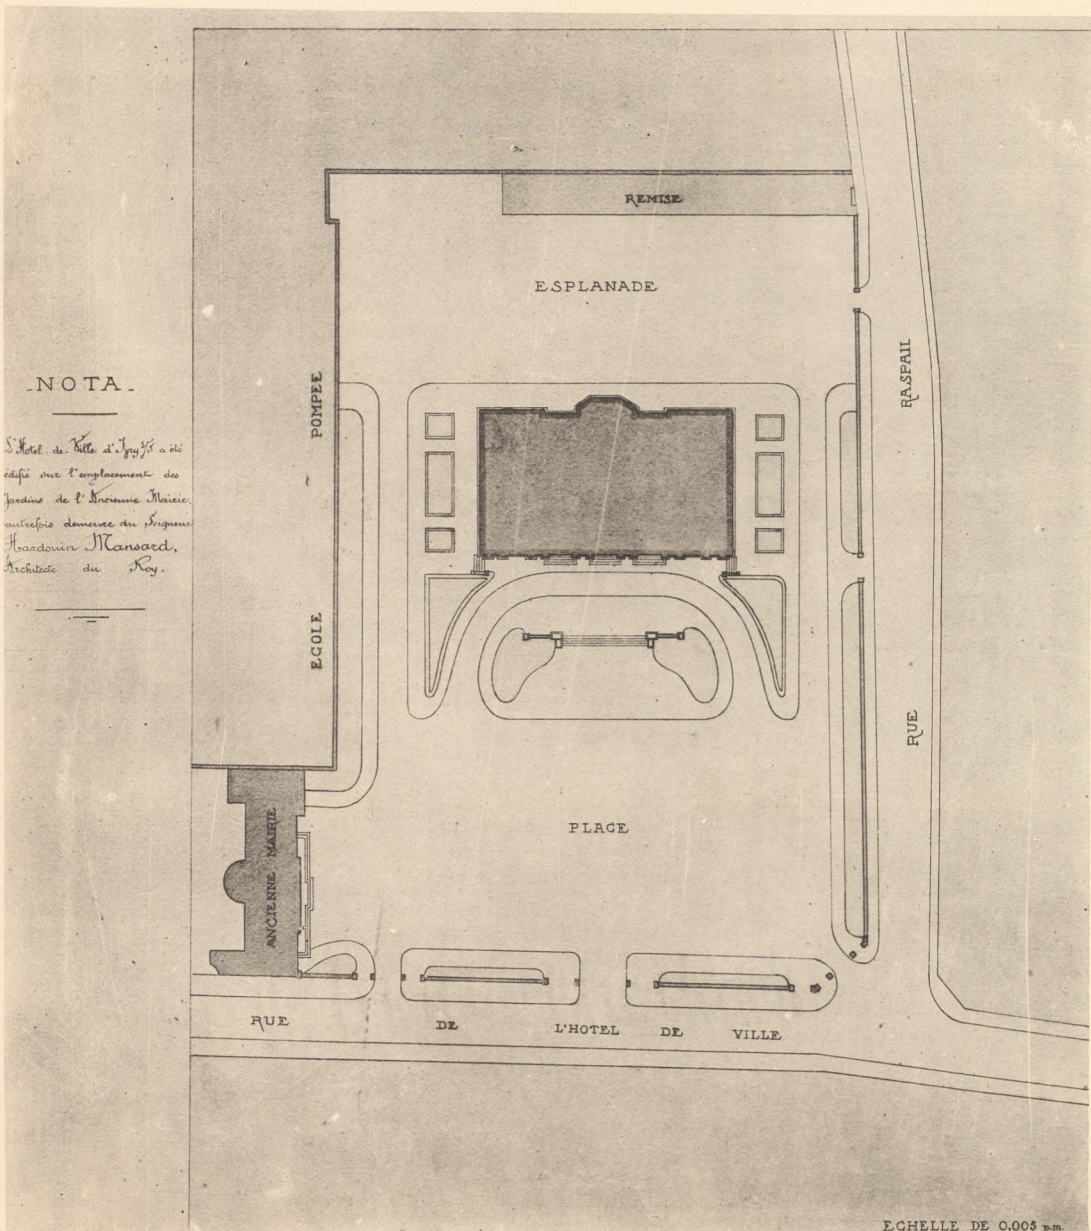 REMISE
ESPLANADE
RASPAIL
RUE
_NOTA_
L'Hotel de Ville d'Ivry s/s a été
édifié sur l'emplacement des
Jardins de l'Ancienne Mairie,
autrefois demeure du Seigneur
Hardouin Mansard,
Architecte du Roy.
POMPÉE
ECOLE
ANCIENNE MAIRIE
PLACE
RUE DE L'HOTEL DE VILLE
ECHELLE DE 0,005 p.m.